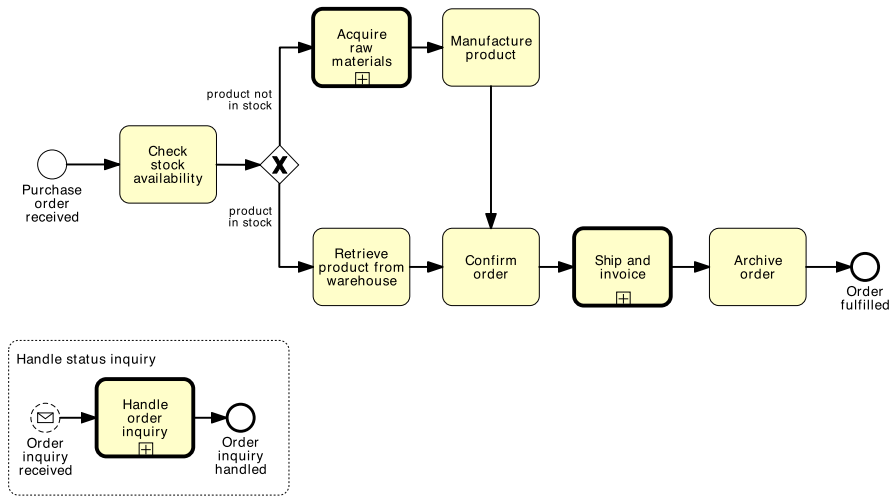 Acquire
raw
materials
Manufacture
product
product not
in stock
Check
stock
availability
X
Purchase
order
received
product
in stock
Retrieve
product from
warehouse
Confirm
order
Ship and
invoice
Archive
order
Order
fulfilled
Handle status inquiry
Handle
order
inquiry
Order
inquiry
received
Order
inquiry
handled